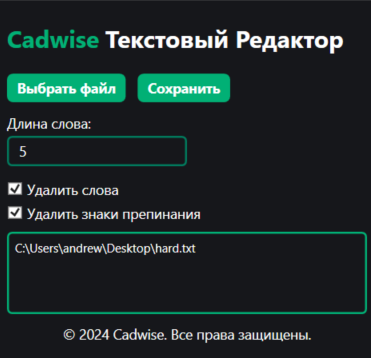 Cadwise Текстовый Редактор
Выбрать файл Сохранить
Длина слова:
5
Удалить слова
Удалить знаки препинания
C:\Users\andrew\Desktop\hard.txt
© 2024 Cadwise. Все права защищены.